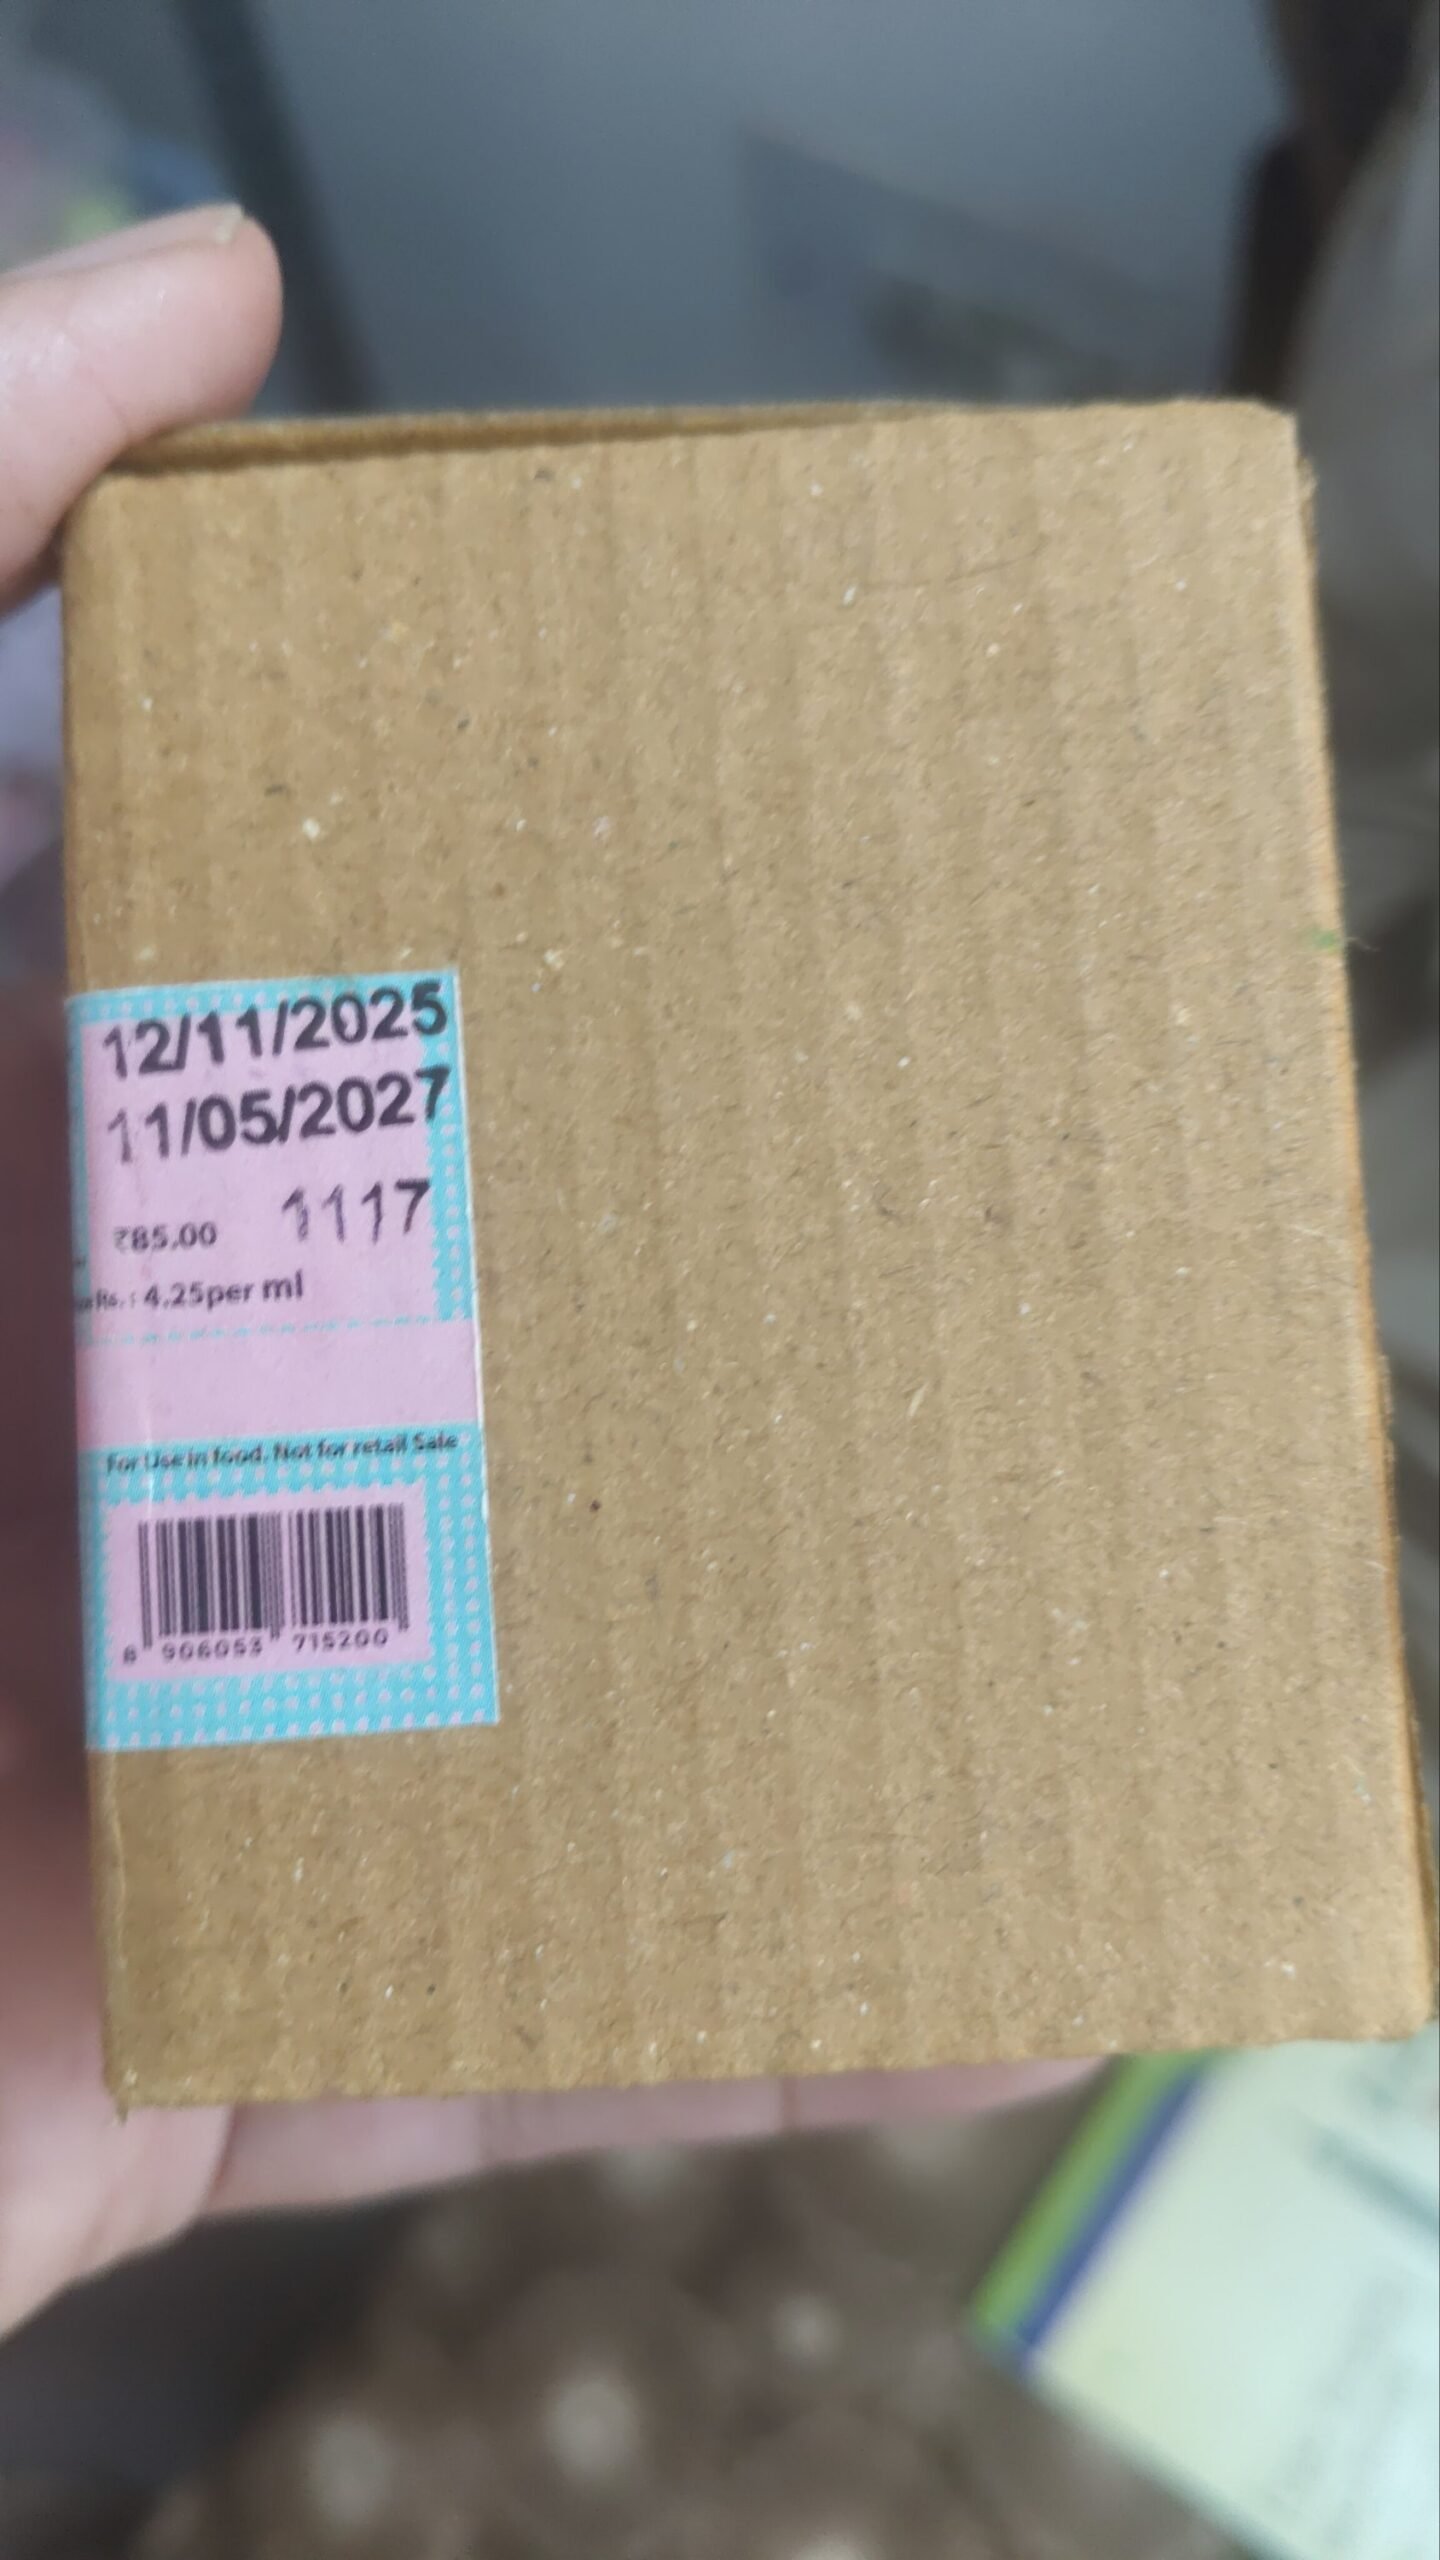 12/11/2025
11/05/2027
₹85.00 1117
Rs. : 4.25per ml
For Use in food. Not for retail Sale
8 906053 715200